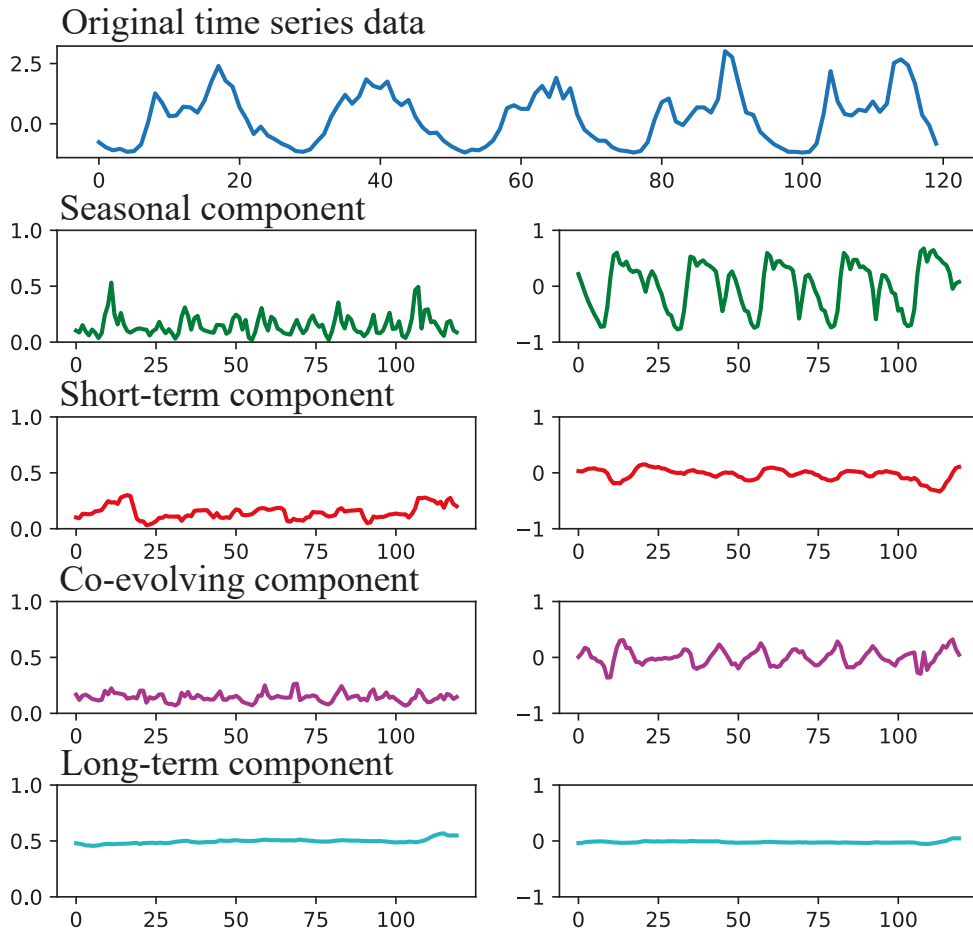 Original time series data
2.5
0.0
0 20 40 60 80 100 120
Seasonal component
1.0
0.5
0.0
0 25 50 75 100
1
0
−1
0 25 50 75 100
Short-term component
1.0
0.5
0.0
0 25 50 75 100
1
0
−1
0 25 50 75 100
Co-evolving component
1.0
0.5
0.0
0 25 50 75 100
1
0
−1
0 25 50 75 100
Long-term component
1.0
0.5
0.0
0 25 50 75 100
1
0
−1
0 25 50 75 100